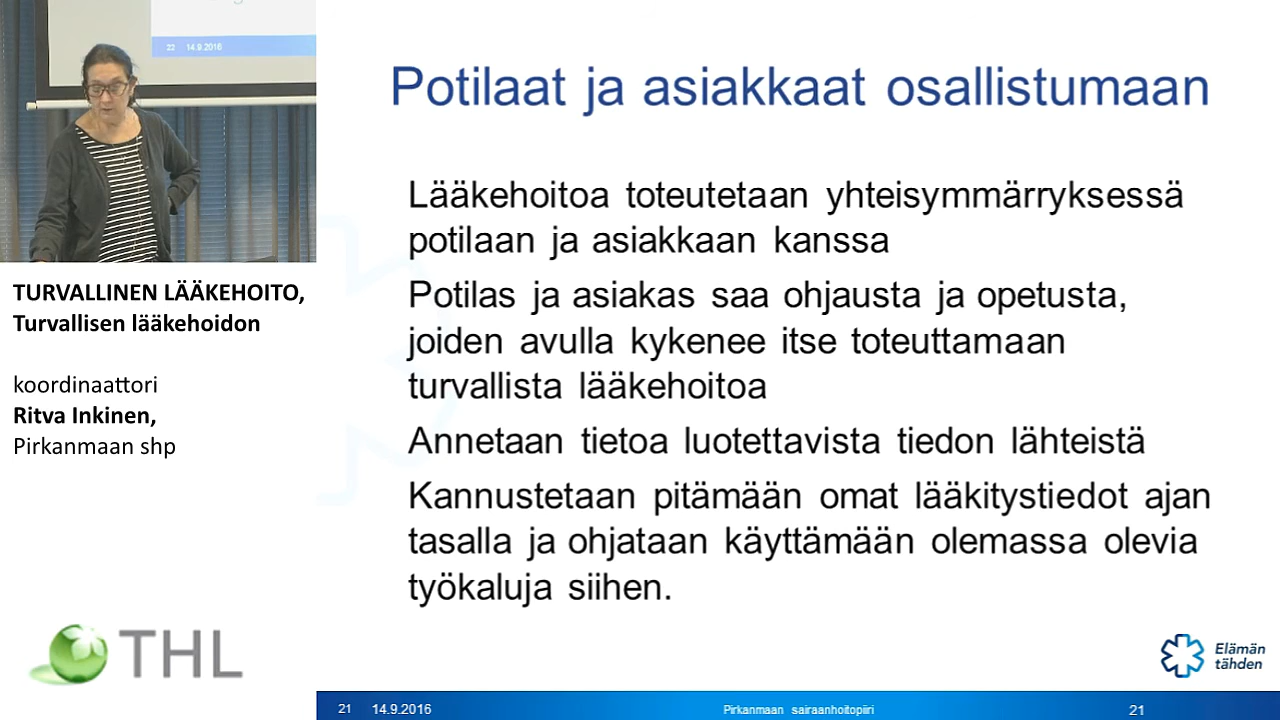 22 14.9.2016
TURVALLINEN LÄÄKEHOITO,
Turvallisen lääkehoidon
koordinaattori
Ritva Inkinen,
Pirkanmaan shp
THL
Potilaat ja asiakkaat osallistumaan
Lääkehoitoa toteutetaan yhteisymmärryksessä
potilaan ja asiakkaan kanssa
Potilas ja asiakas saa ohjausta ja opetusta,
joiden avulla kykenee itse toteuttamaan
turvallista lääkehoitoa
Annetaan tietoa luotettavista tiedon lähteistä
Kannustetaan pitämään omat lääkitystiedot ajan
tasalla ja ohjataan käyttämään olemassa olevia
työkaluja siihen.
Elämän
tähden
21 14.9.2016 Pirkanmaan sairaanhoitopiiri 21